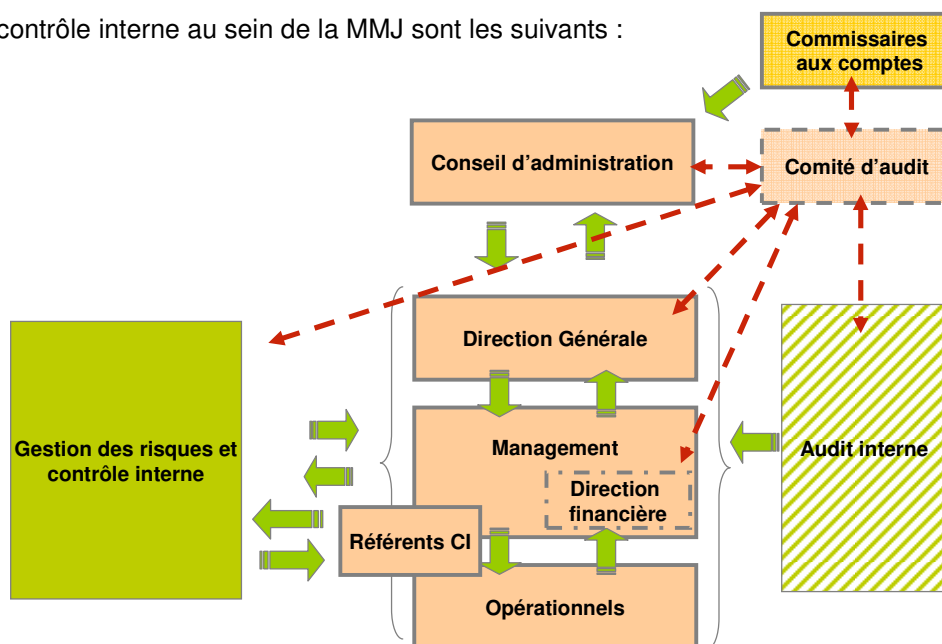 contrôle interne au sein de la MMJ sont les suivants :
Commissaires
aux comptes
Conseil d'administration
Comité d'audit
Direction Générale
Gestion des risques et
contrôle interne
Management
Direction
financière
Audit interne
Référents CI
Opérationnels